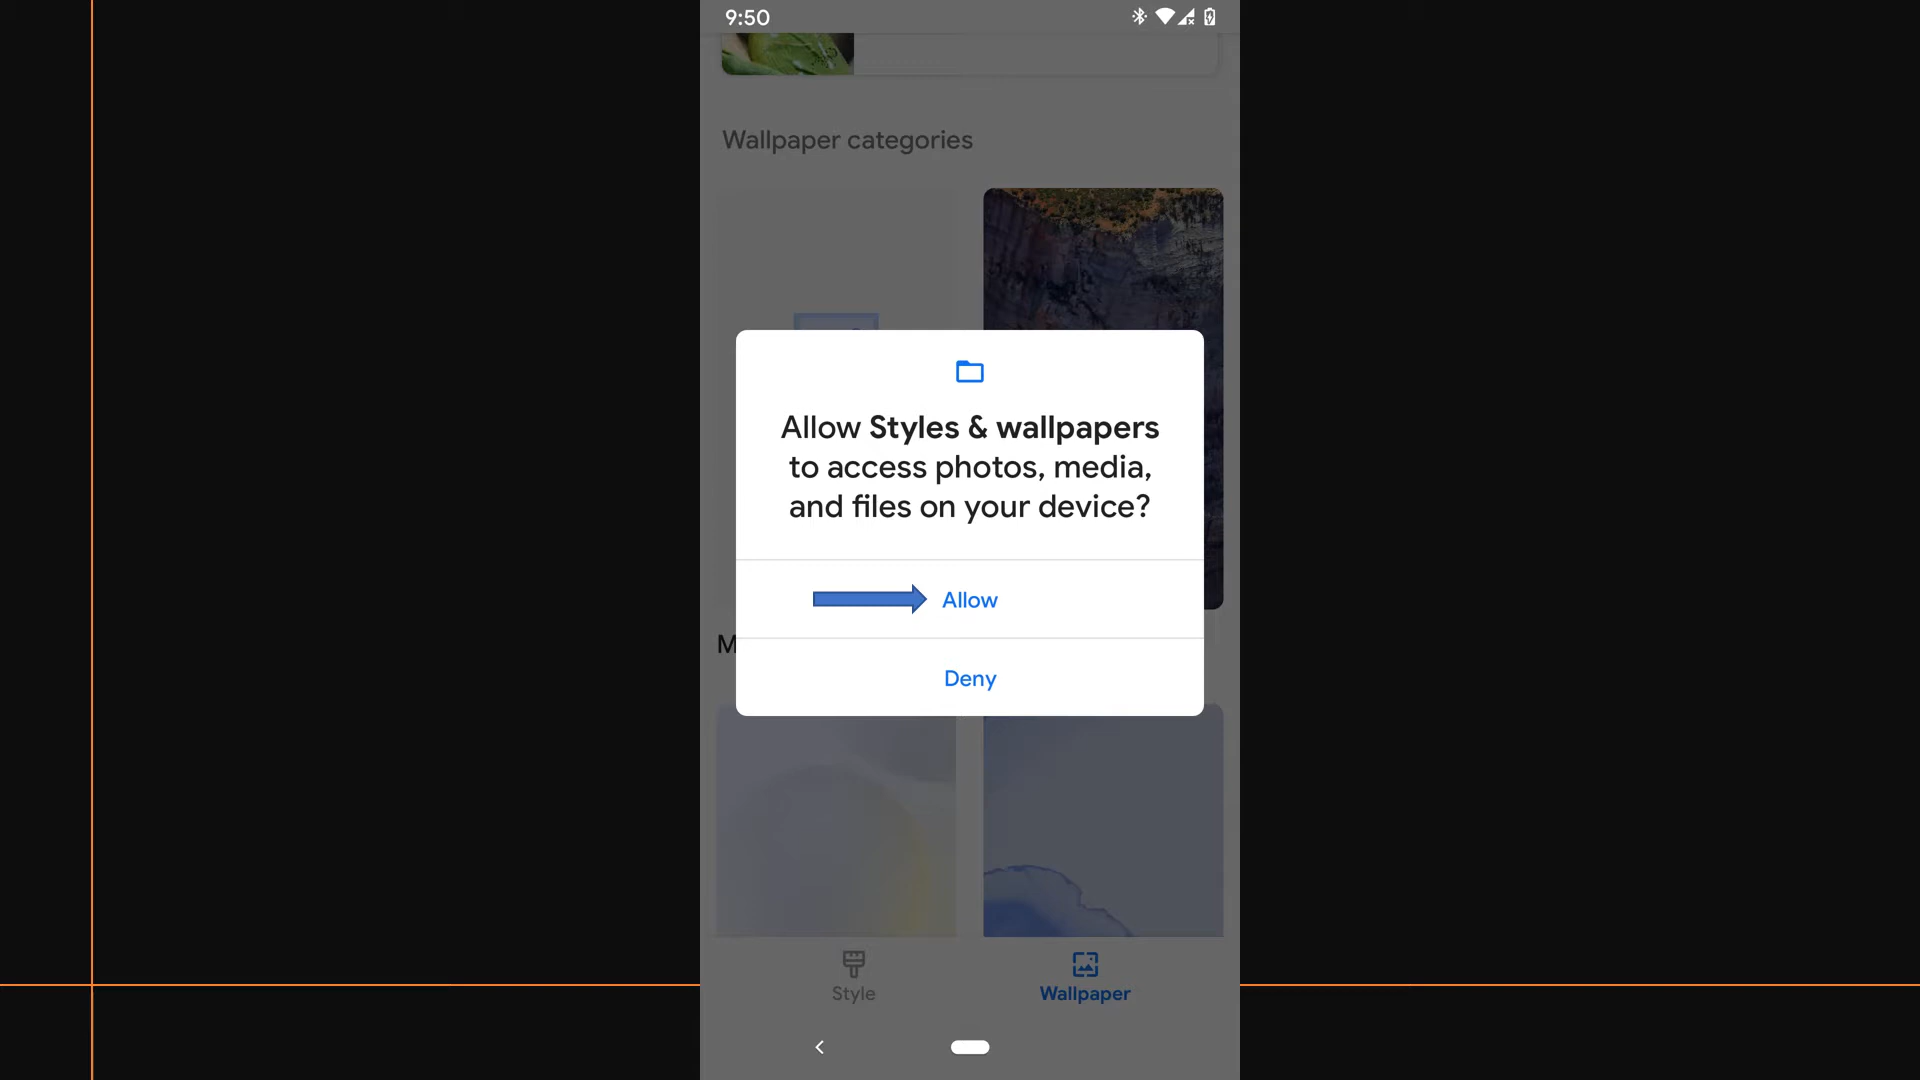 9:50
Wallpaper categories
Allow Styles & wallpapers
to access photos, media,
and files on your device?
Allow
M
Deny
Style
Wallpaper